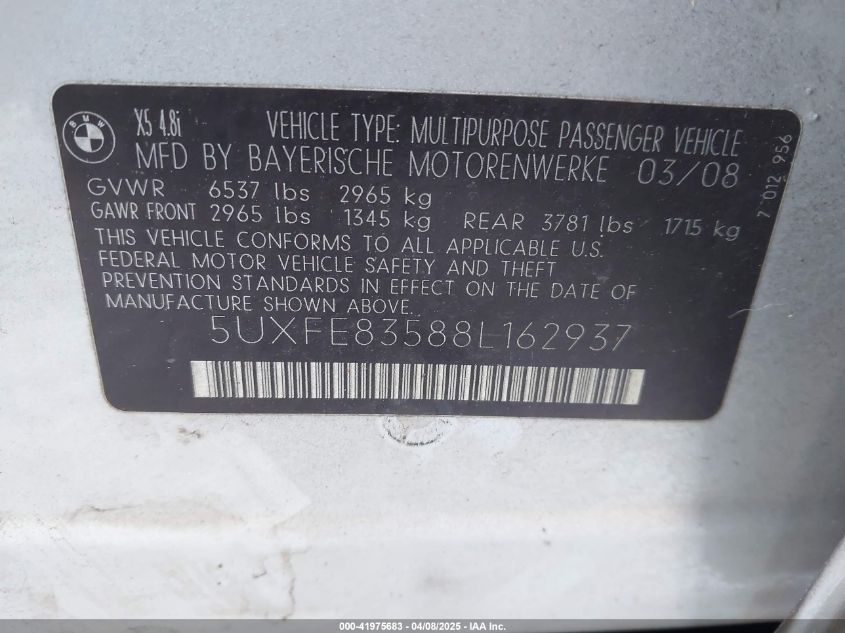 BMW
X5 4.8i
VEHICLE TYPE: MULTIPURPOSE PASSENGER VEHICLE
MFD BY BAYERISCHE MOTORENWERKE 03/08
GVWR 6537 lbs 2965 kg
GAWR FRONT 2965 lbs 1345 kg REAR 3781 lbs 1715 kg
THIS VEHICLE CONFORMS TO ALL APPLICABLE U.S.
FEDERAL MOTOR VEHICLE SAFETY AND THEFT
PREVENTION STANDARDS IN EFFECT ON THE DATE OF
MANUFACTURE SHOWN ABOVE.
5UXFE83588L162937
7 012 956
000-41975683 - 04/08/2025 - IAA Inc.